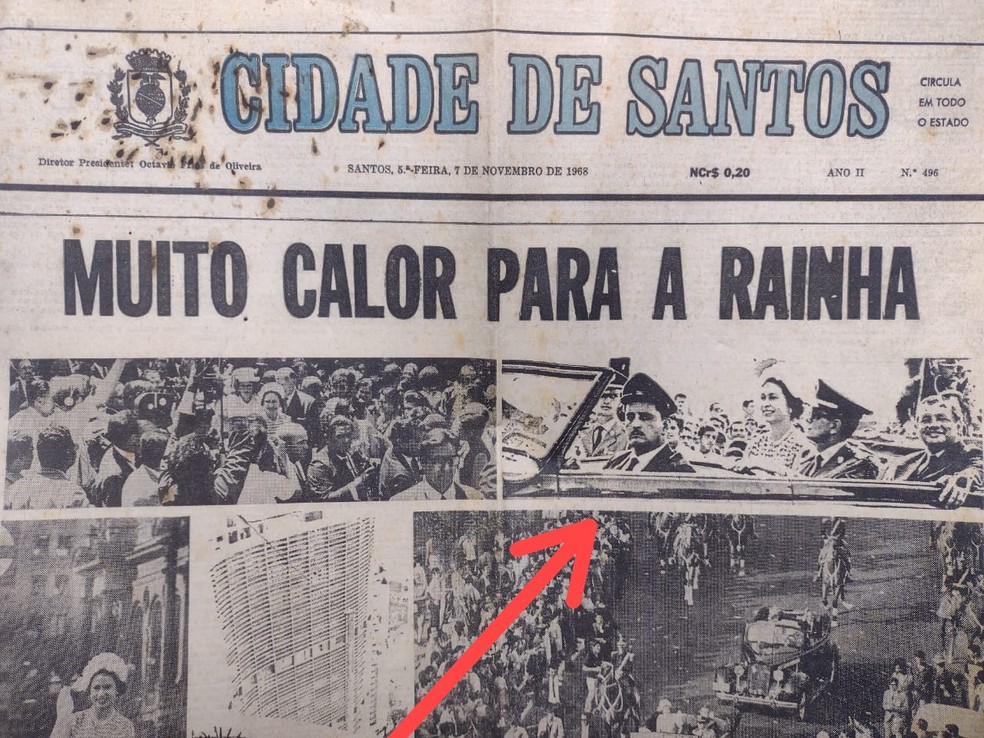 CIDADE DE SANTOS
CIRCULA
EM TODO
O ESTADO
Diretor Presidente: Octavio Frias de Oliveira
SANTOS, 5.ª-FEIRA, 7 DE NOVEMBRO DE 1968
NCr$ 0,20
ANO II
N.º 496
MUITO CALOR PARA A RAINHA